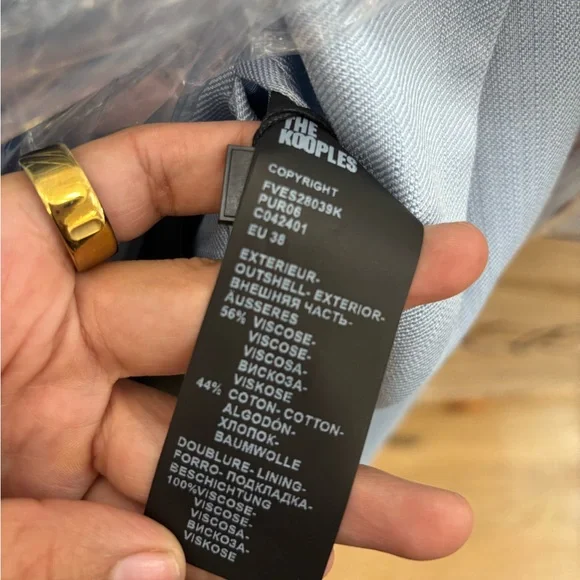 THE
KOOPLES
COPYRIGHT
FVES28039K
PUR06
C042401
EU 38
EXTERIEUR-
OUTSHELL- EXTERIOR-
ВНЕШНЯЯ ЧАСТЬ-
ÄUSSERES
56% VISCOSE-
VISCOSE-
VISCOSA-
ВИСКОЗА-
VISKOSE
44% COTON- COTTON-
ALGODÓN-
ХЛОПОК-
BAUMWOLLE
DOUBLURE- LINING-
FORRO- ПОДКЛАДКА-
BESCHICHTUNG
100%VISCOSE-
VISCOSE-
VISCOSA-
ВИСКОЗА-
VISKOSE